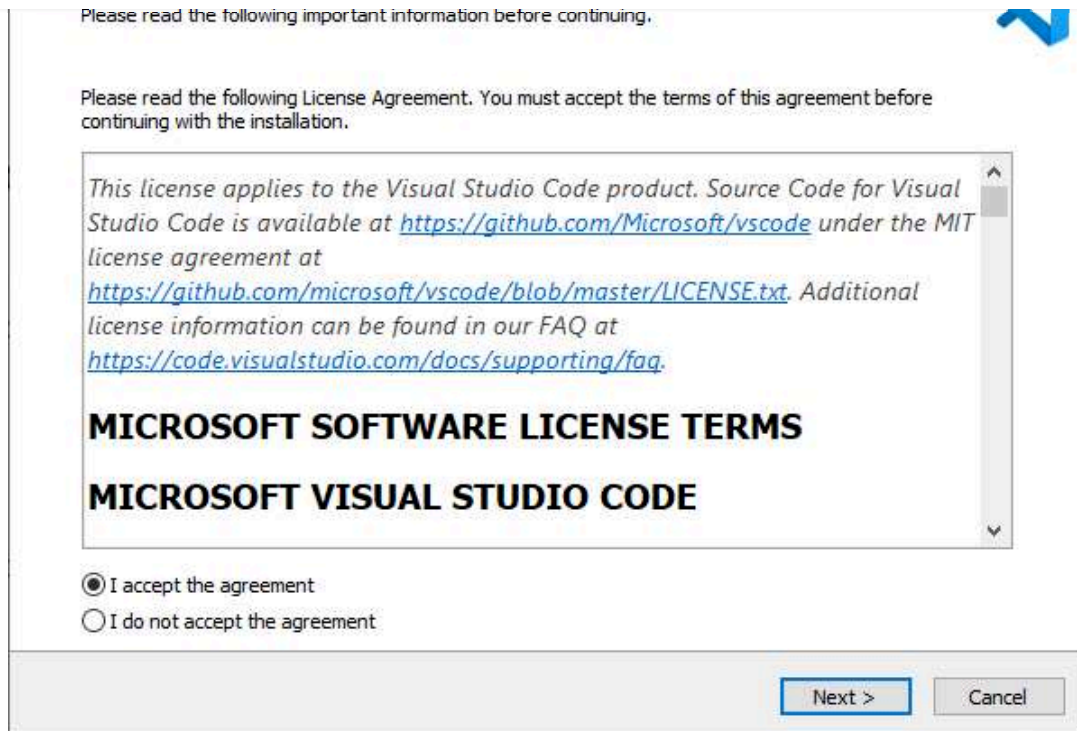 Please read the following important information before continuing.
Please read the following License Agreement. You must accept the terms of this agreement before
continuing with the installation.
This license applies to the Visual Studio Code product. Source Code for Visual
Studio Code is available at https://github.com/Microsoft/vscode under the MIT
license agreement at
https://github.com/microsoft/vscode/blob/master/LICENSE.txt. Additional
license information can be found in our FAQ at
https://code.visualstudio.com/docs/supporting/faq.
MICROSOFT SOFTWARE LICENSE TERMS
MICROSOFT VISUAL STUDIO CODE
I accept the agreement
I do not accept the agreement
Next >
Cancel